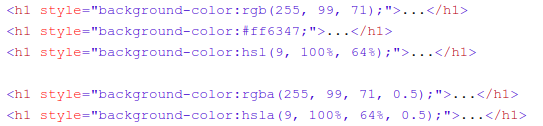 <h1 style="background-color:rgb(255, 99, 71);">...</h1>
<h1 style="background-color:#ff6347;">...</h1>
<h1 style="background-color:hsl(9, 100%, 64%);">...</h1>
<h1 style="background-color:rgba(255, 99, 71, 0.5);">...</h1>
<h1 style="background-color:hsla(9, 100%, 64%, 0.5);">...</h1>